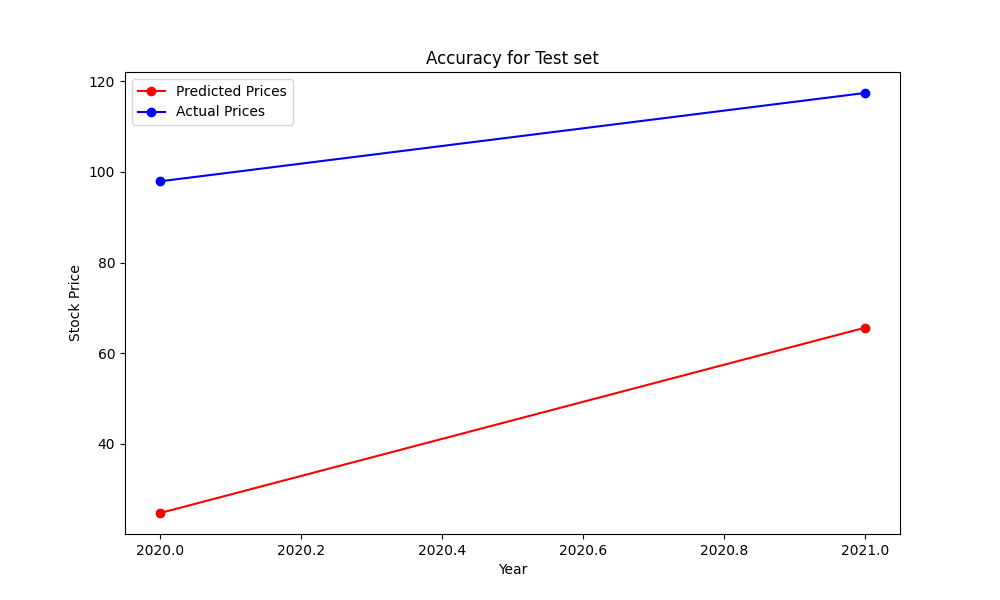 Accuracy for Test set
Predicted Prices
Actual Prices
120
100
80
60
40
Stock Price
2020.0 2020.2 2020.4 2020.6 2020.8 2021.0
Year